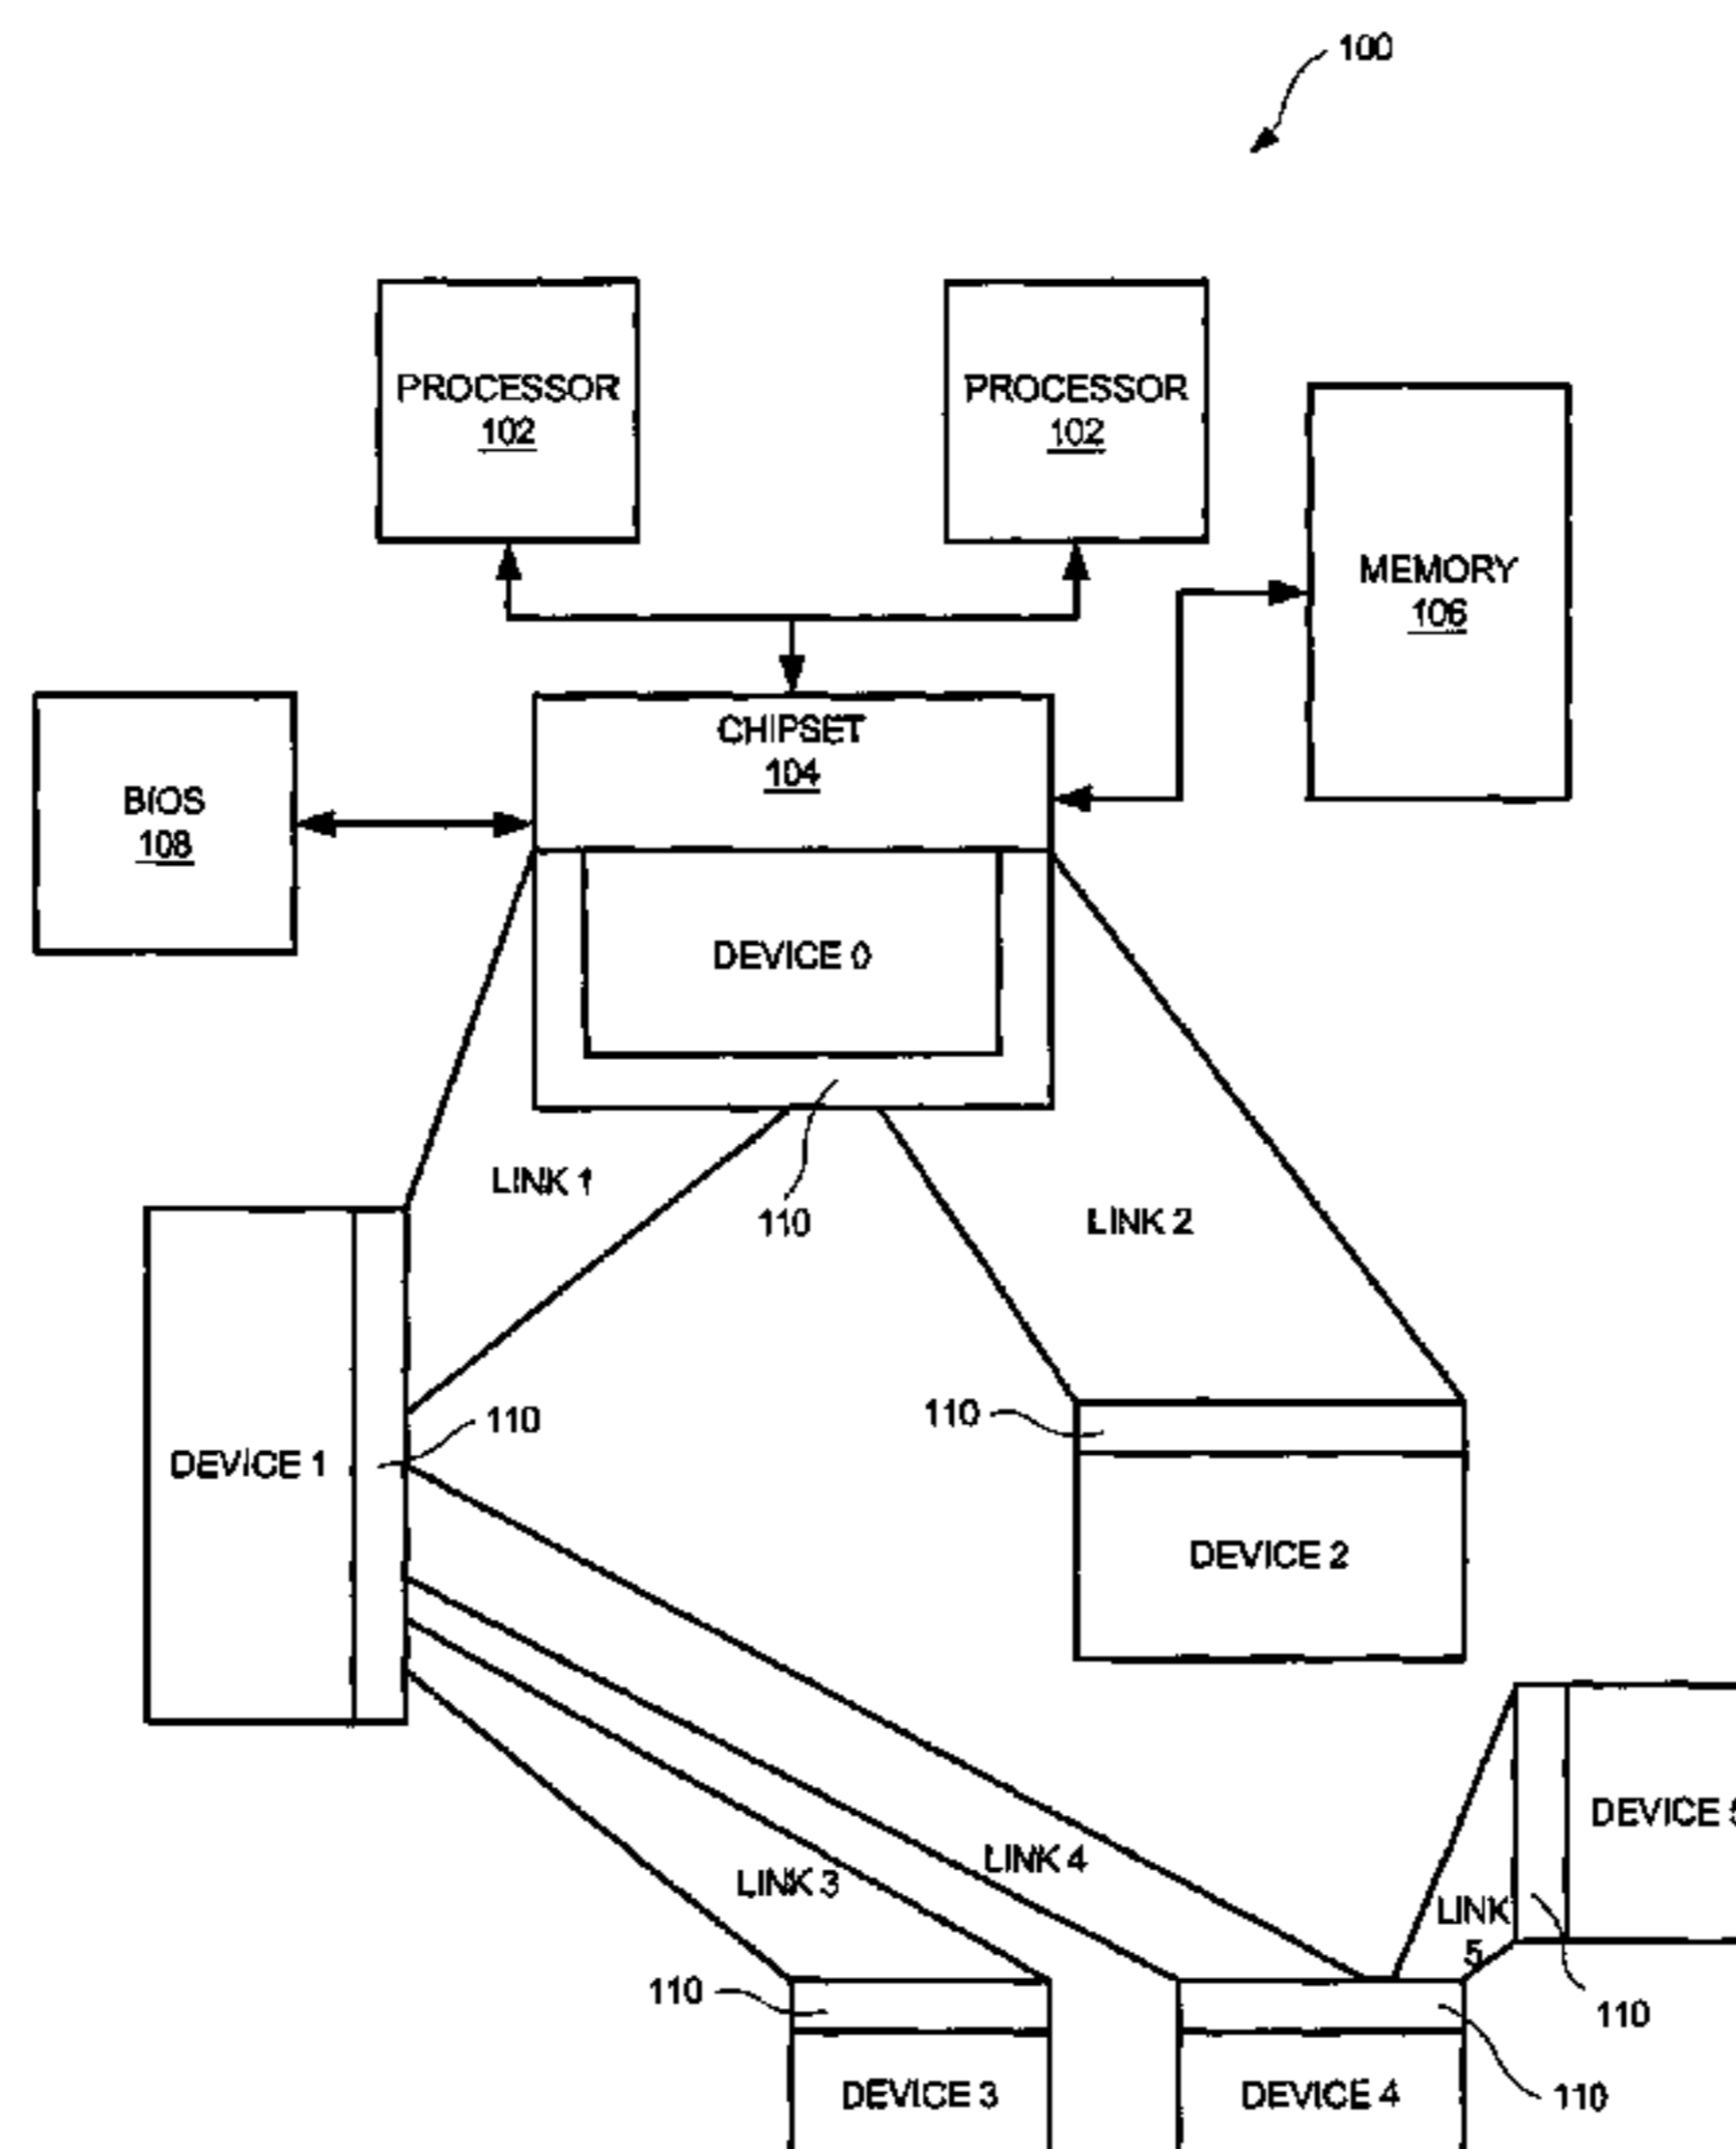 100
PROCESSOR
102
PROCESSOR
102
MEMORY
106
CHIPSET
104
BIOS
108
DEVICE 0
LINK 1
110
LINK 2
110
110
DEVICE 1
DEVICE 2
DEVICE
LINK 4
LINK 3
LINK
5
110
110
DEVICE 3
DEVICE 4
110